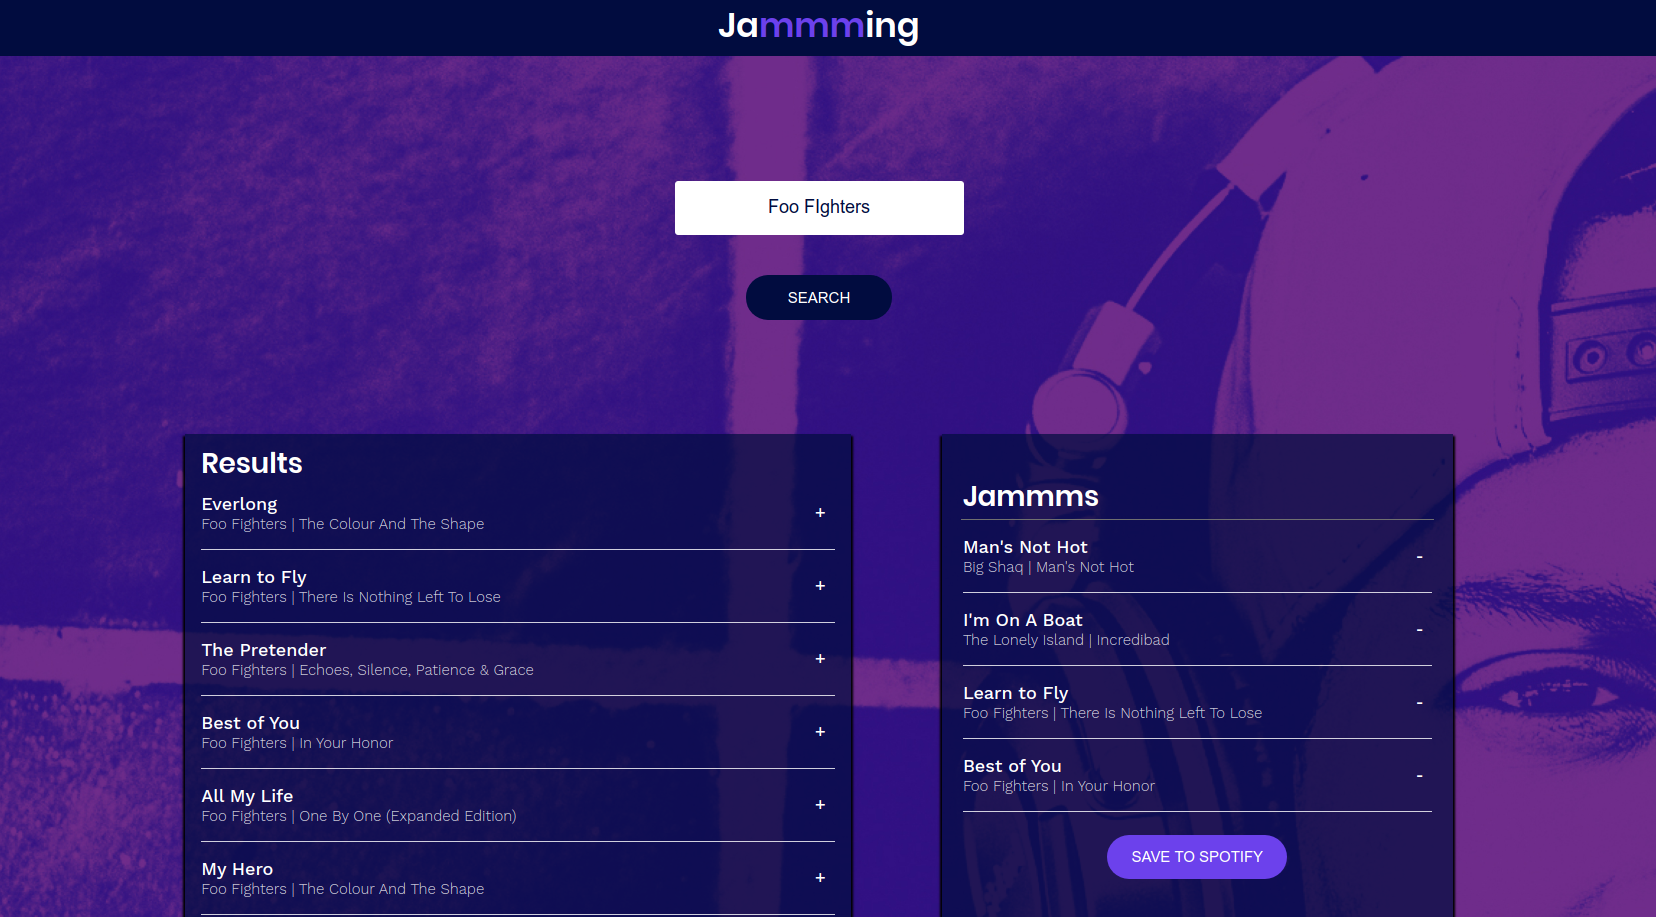 Jammming
Foo FIghters
SEARCH
Results
Everlong
Foo Fighters | The Colour And The Shape
+
Learn to Fly
Foo Fighters | There Is Nothing Left To Lose
+
The Pretender
Foo Fighters | Echoes, Silence, Patience & Grace
+
Best of You
Foo Fighters | In Your Honor
+
All My Life
Foo Fighters | One By One (Expanded Edition)
+
My Hero
Foo Fighters | The Colour And The Shape
+
Jammms
Man's Not Hot
Big Shaq | Man's Not Hot
-
I'm On A Boat
The Lonely Island | Incredibad
-
Learn to Fly
Foo Fighters | There Is Nothing Left To Lose
-
Best of You
Foo Fighters | In Your Honor
-
SAVE TO SPOTIFY